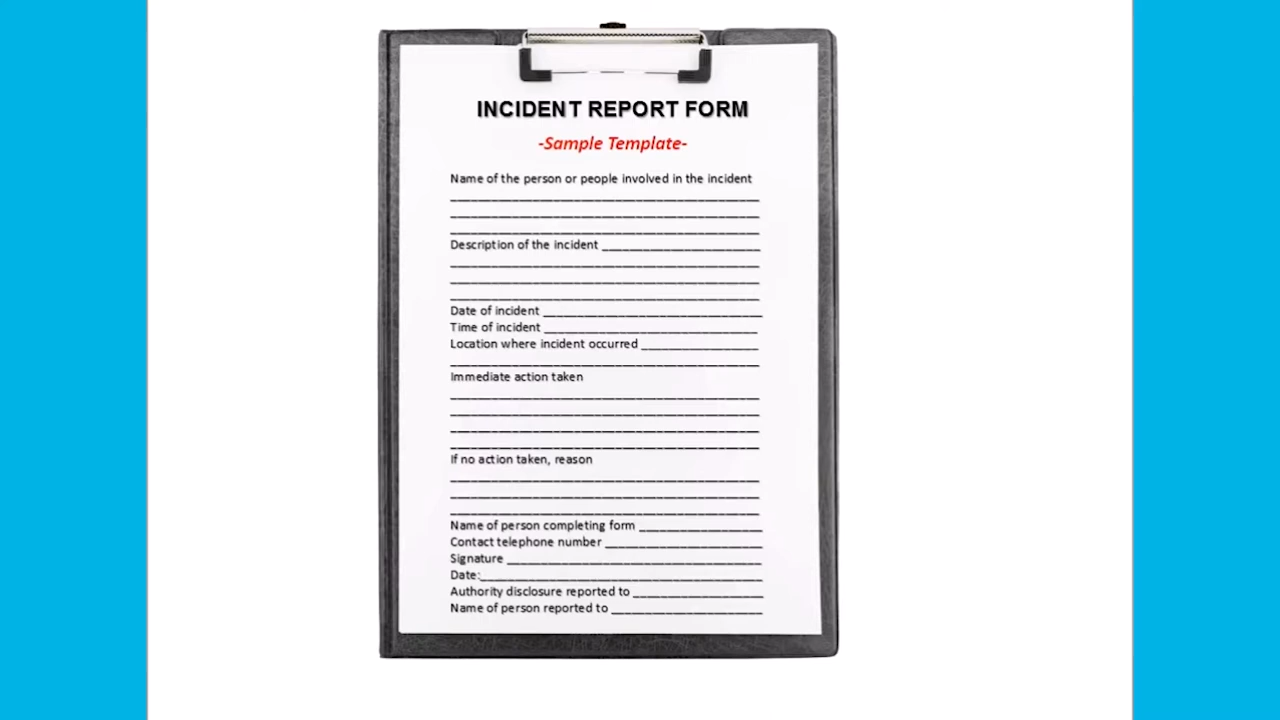 INCIDENT REPORT FORM
-Sample Template-
Name of the person or people involved in the incident
Description of the incident
Date of incident
Time of incident
Location where incident occurred
Immediate action taken
If no action taken, reason
Name of person completing form
Contact telephone number
Signature
Date:
Authority disclosure reported to
Name of person reported to